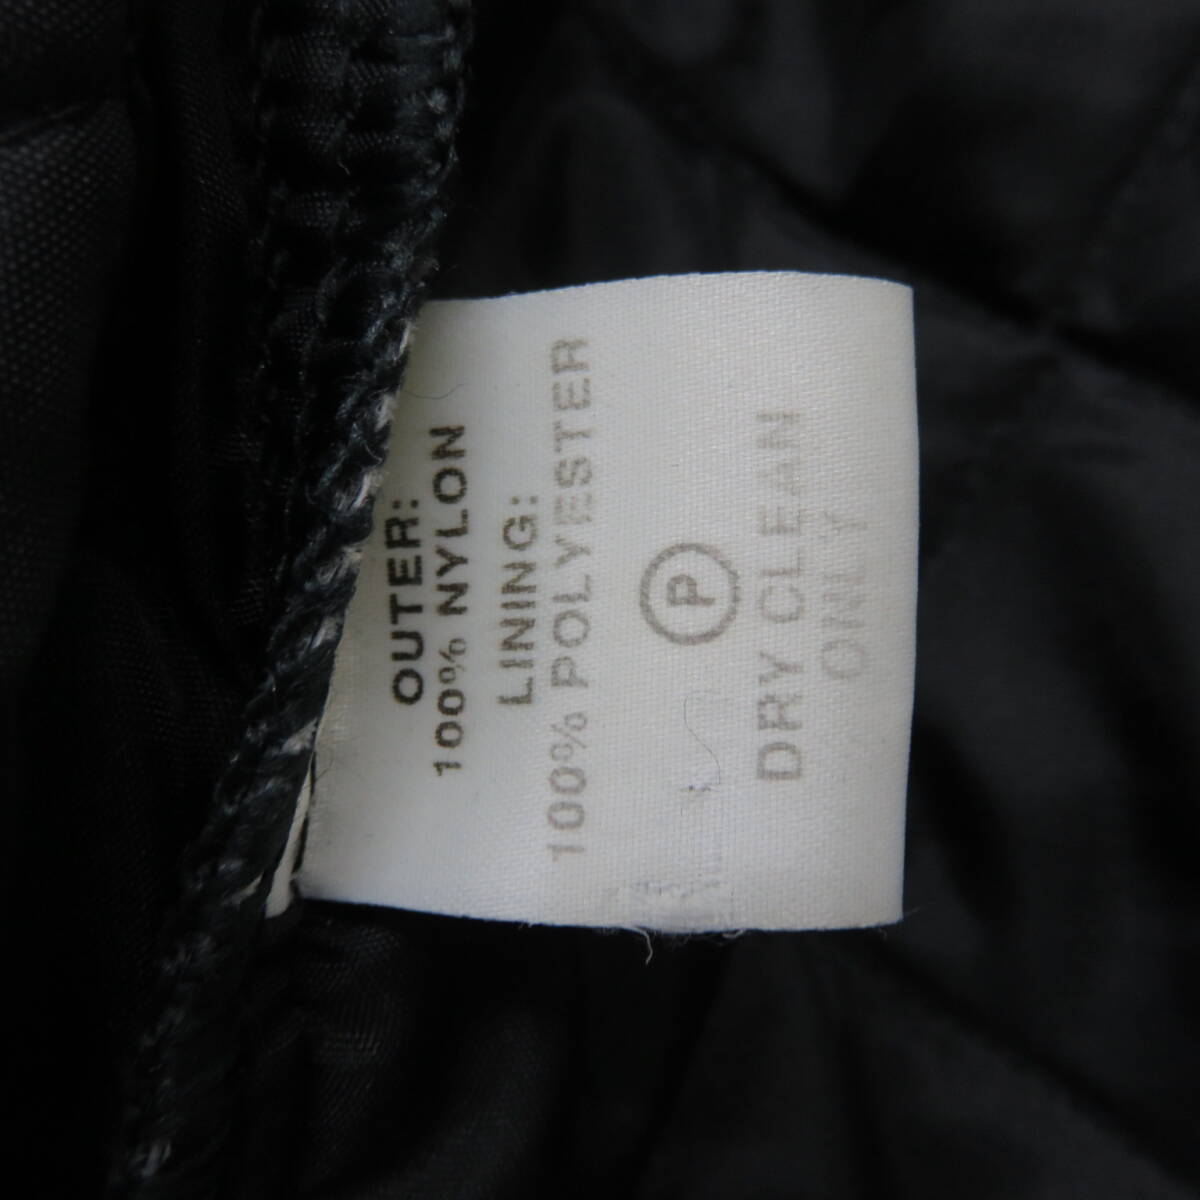 OUTER:
100% NYLON
LINING:
100% POLYESTER
P
DRY CLEAN
ONLY